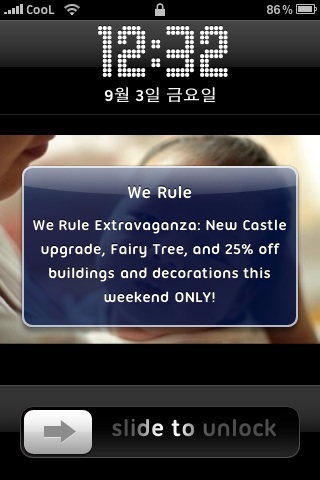 CooL 86%
12:32
9월 3일 금요일
We Rule
We Rule Extravaganza: New Castle
upgrade, Fairy Tree, and 25% off
buildings and decorations this
weekend ONLY!
slide to unlock